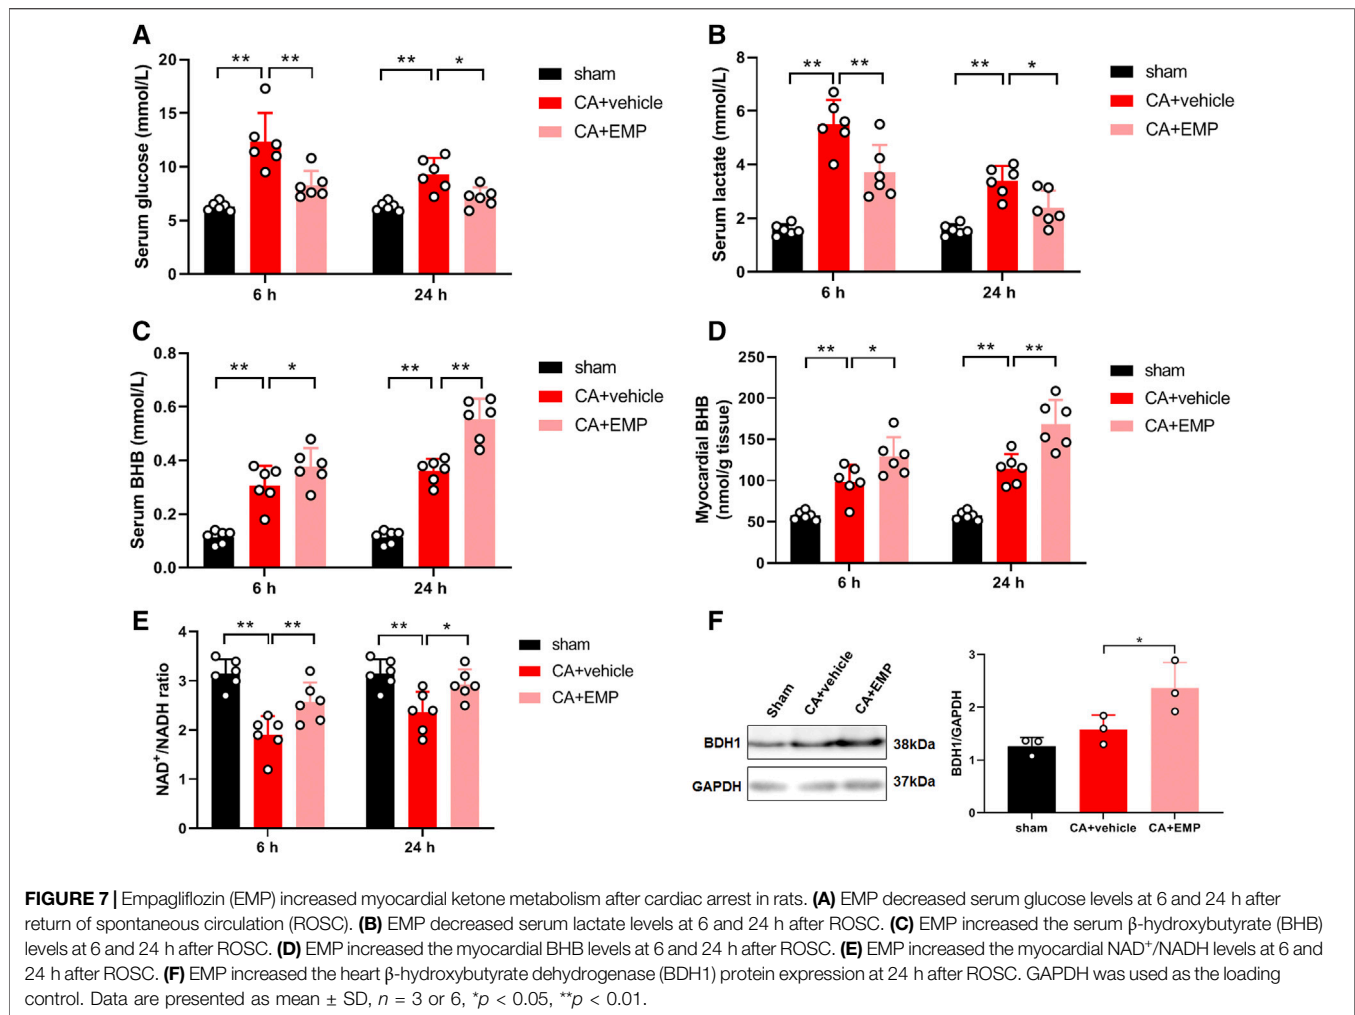 A
Serum glucose (mmol/L)
20
15
10
5
0
** ** ** *
6 h 24 h
sham
CA+vehicle
CA+EMP
B
Serum lactate (mmol/L)
8
6
4
2
0
** ** ** *
6 h 24 h
sham
CA+vehicle
CA+EMP
C
Serum BHB (mmol/L)
0.8
0.6
0.4
0.2
0.0
** * ** **
6 h 24 h
sham
CA+vehicle
CA+EMP
D
Myocardial BHB
(nmol/g tissue)
250
200
150
100
50
0
** * ** **
6 h 24 h
sham
CA+vehicle
CA+EMP
E
NAD⁺/NADH ratio
4
3
2
1
0
** ** ** *
6 h 24 h
sham
CA+vehicle
CA+EMP
F
Sham CA+vehicle CA+EMP
BDH1 38kDa
GAPDH 37kDa
BDH1/GAPDH
3
2
1
0
*
sham CA+vehicle CA+EMP
FIGURE 7 | Empagliflozin (EMP) increased myocardial ketone metabolism after cardiac arrest in rats. (A) EMP decreased serum glucose levels at 6 and 24 h after
return of spontaneous circulation (ROSC). (B) EMP decreased serum lactate levels at 6 and 24 h after ROSC. (C) EMP increased the serum β-hydroxybutyrate (BHB)
levels at 6 and 24 h after ROSC. (D) EMP increased the myocardial BHB levels at 6 and 24 h after ROSC. (E) EMP increased the myocardial NAD⁺/NADH levels at 6 and
24 h after ROSC. (F) EMP increased the heart β-hydroxybutyrate dehydrogenase (BDH1) protein expression at 24 h after ROSC. GAPDH was used as the loading
control. Data are presented as mean ± SD, n = 3 or 6, *p < 0.05, **p < 0.01.